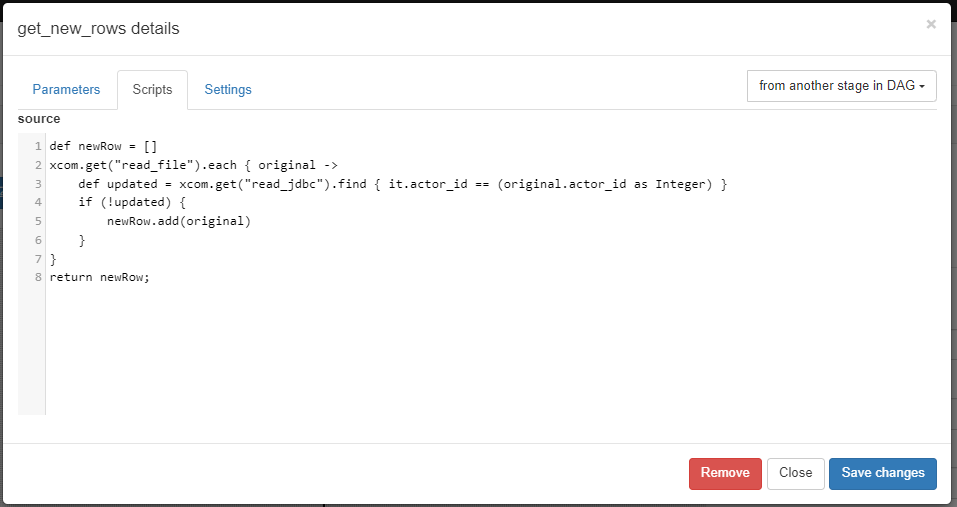 get_new_rows details
×
Parameters
Scripts
Settings
from another stage in DAG
source
1 def newRow = []
2 xcom.get("read_file").each { original ->
3     def updated = xcom.get("read_jdbc").find { it.actor_id == (original.actor_id as Integer) }
4     if (!updated) {
5         newRow.add(original)
6     }
7 }
8 return newRow;
Remove
Close
Save changes